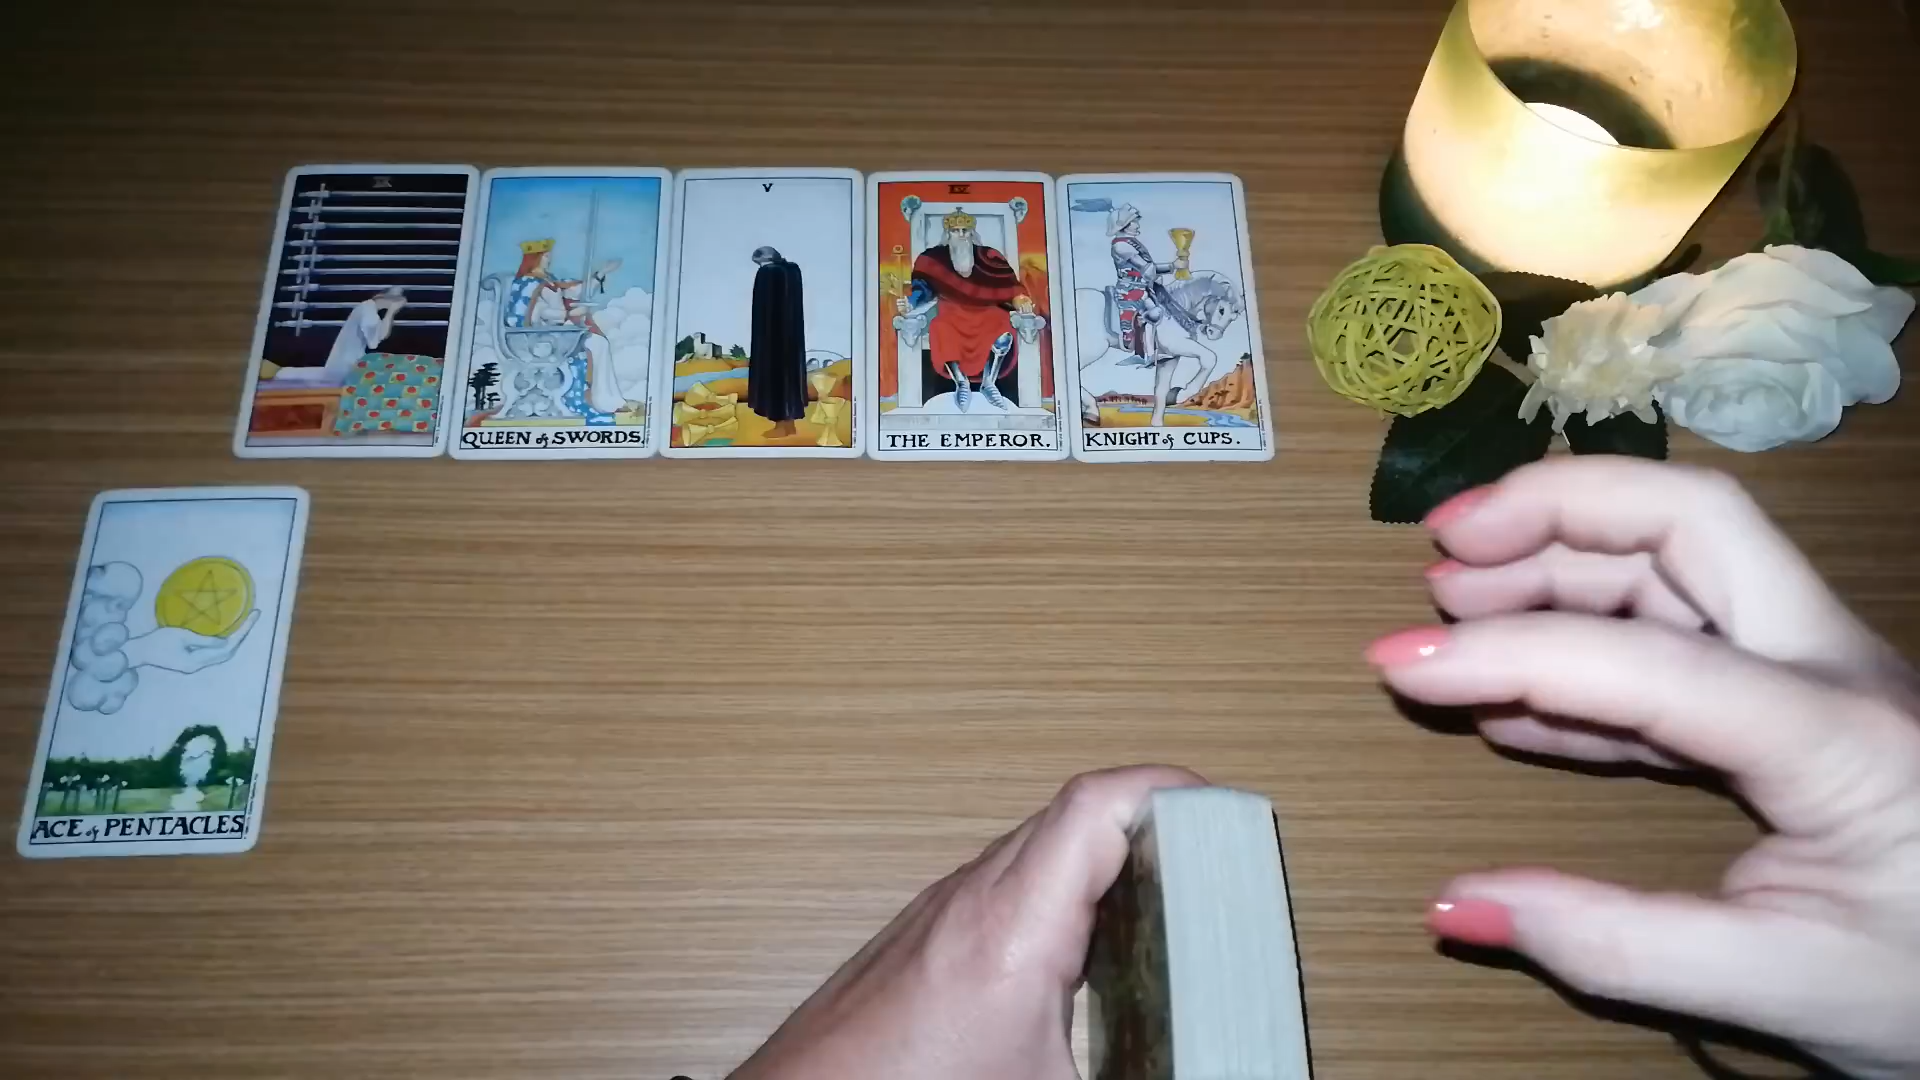 IX
QUEEN of SWORDS.
V
IV
THE EMPEROR.
KNIGHT of CUPS.
ACE of PENTACLES